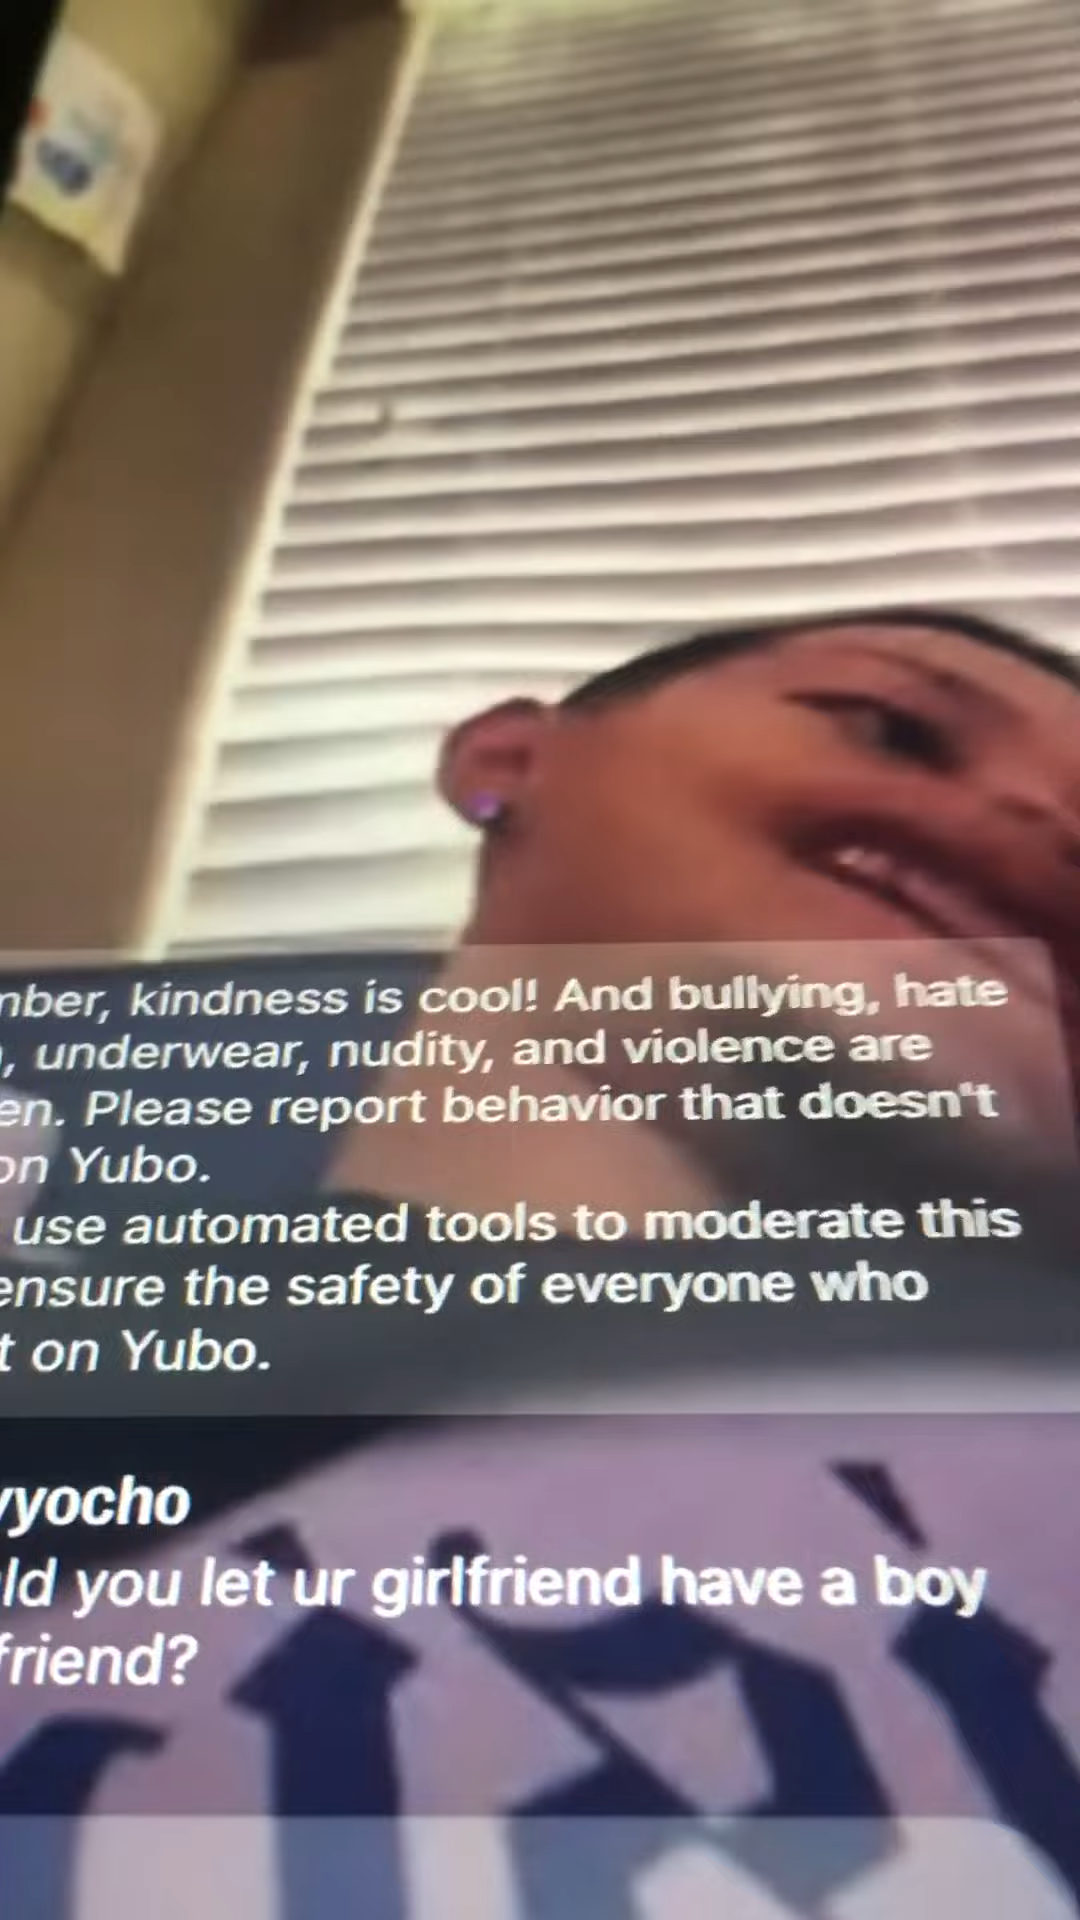 nber, kindness is cool! And bullying, hate
, underwear, nudity, and violence are
en. Please report behavior that doesn't
on Yubo.
use automated tools to moderate this
ensure the safety of everyone who
t on Yubo.
yyocho
ld you let ur girlfriend have a boy
friend?